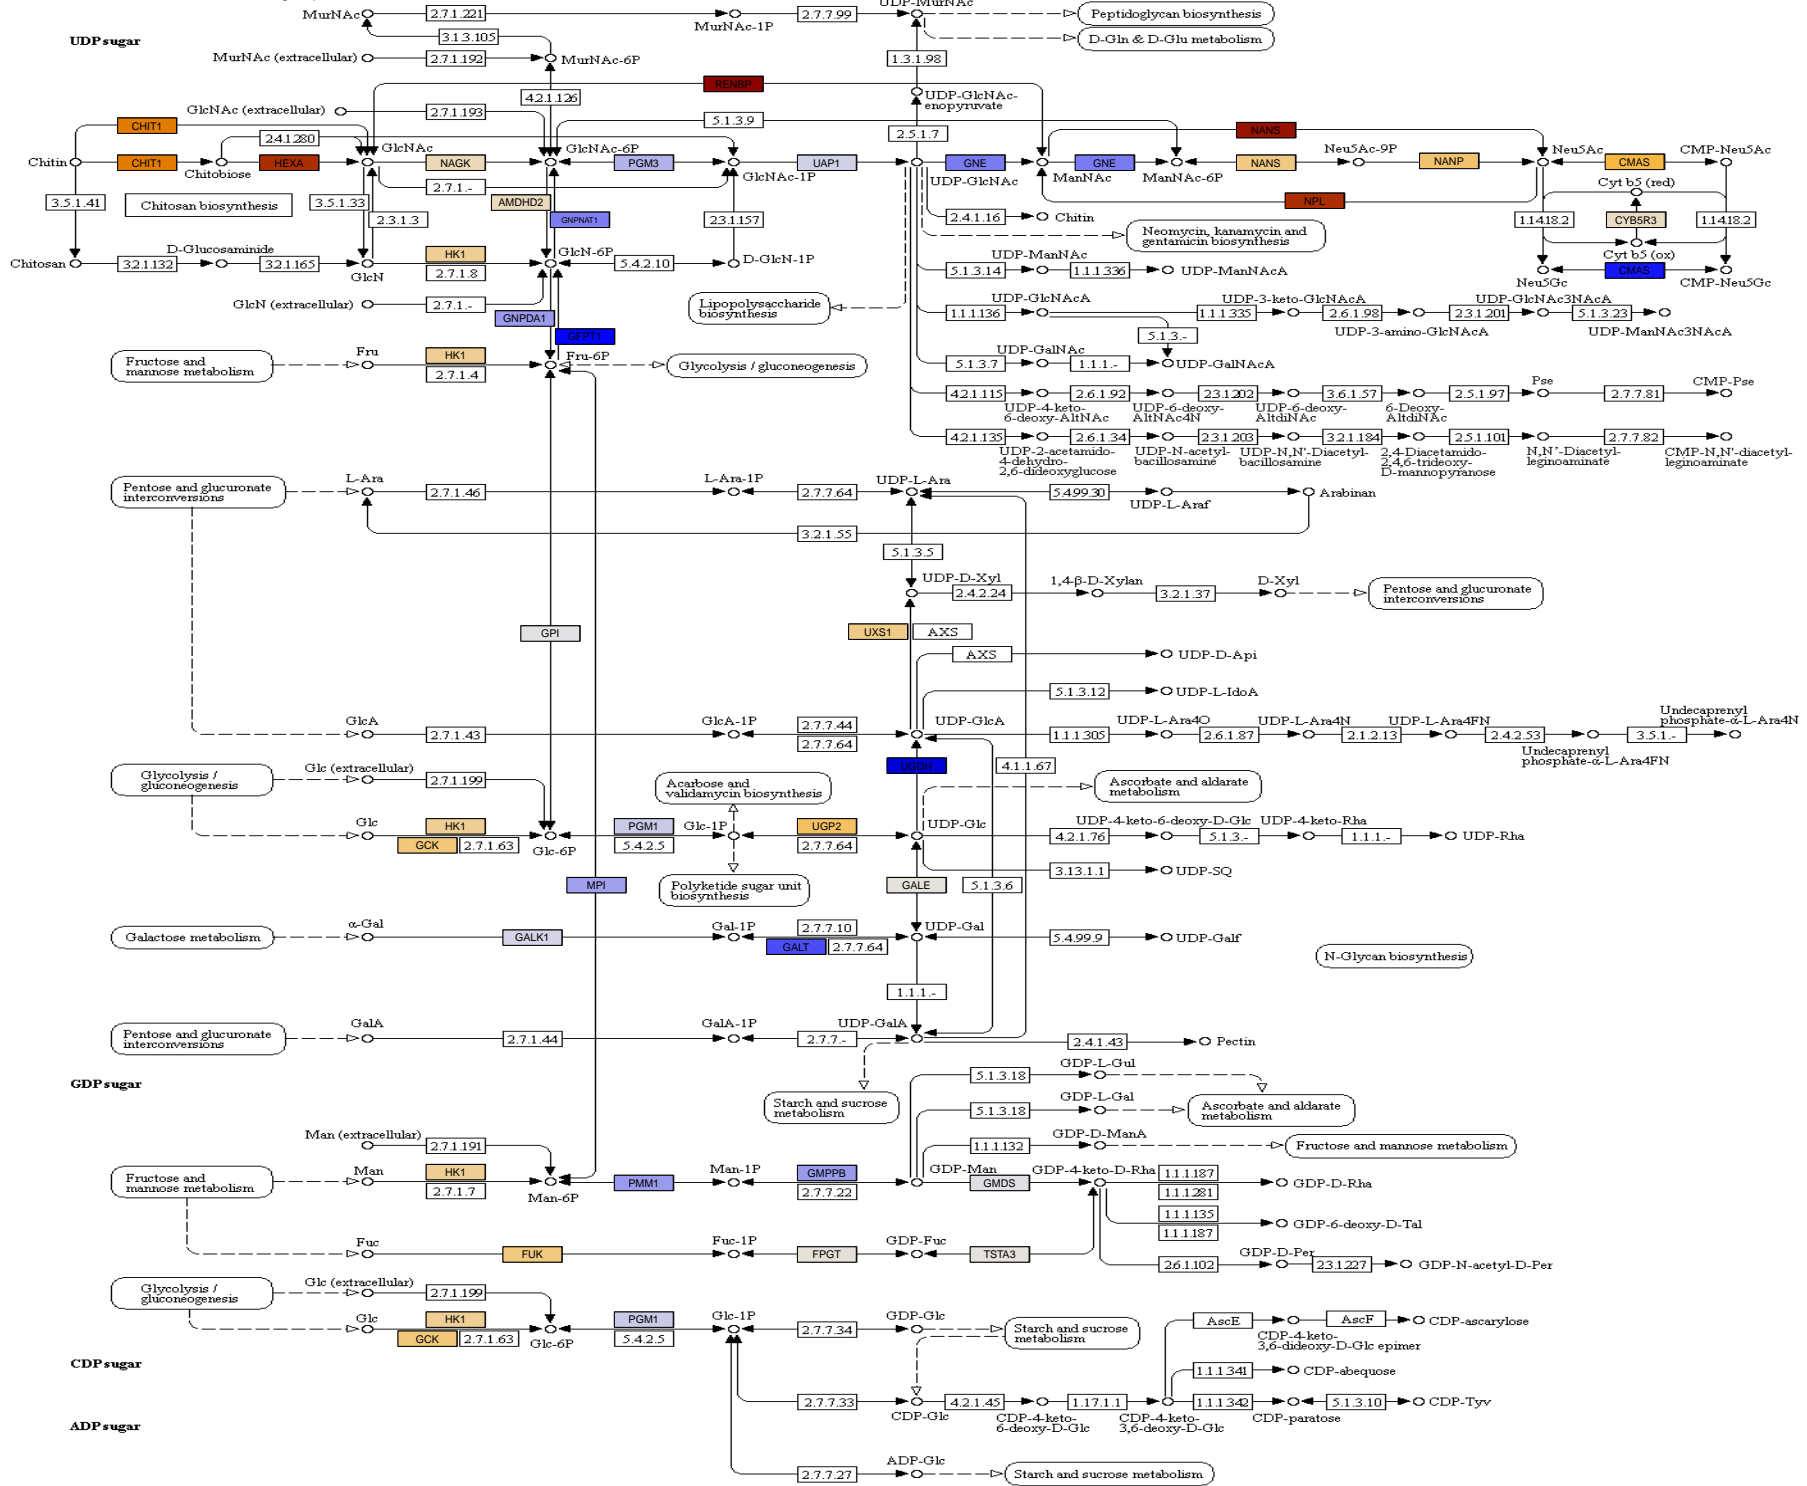 UDP-MurNAc
MurNAc
2.7.1.221
MurNAc-1P
2.7.7.99
Peptidoglycan biosynthesis
UDP sugar
3.1.3.105
D-Gln & D-Glu metabolism
MurNAc (extracellular)
2.7.1.192
MurNAc-6P
1.3.1.98
RENBP
4.2.1.126
UDP-GlcNAc-
enopyruvate
GlcNAc (extracellular)
2.7.1.193
5.1.3.9
CHIT1
2.4.1.280
2.5.1.7
NANS
GlcNAc
GlcNAc-6P
Neu5Ac-9P
Neu5Ac
CMP-Neu5Ac
Chitin
CHIT1
HEXA
NAGK
PGM3
UAP1
GNE
GNE
NANS
NANP
CMAS
Chitobiose
GlcNAc-1P
UDP-GlcNAc
ManNAc
ManNAc-6P
Cyt b5 (red)
2.7.1.-
3.5.1.41
Chitosan biosynthesis
3.5.1.33
2.3.1.3
AMDHD2
GNPNAT1
2.3.1.157
NPL
2.4.1.16
Chitin
1.14.18.2
CYB5R3
1.14.18.2
Neomycin, kanamycin and
gentamicin biosynthesis
D-Glucosaminide
HK1
GlcN-6P
Cyt b5 (ox)
Chitosan
3.2.1.132
3.2.1.165
GlcN
2.7.1.8
5.4.2.10
D-GlcN-1P
UDP-ManNAc
5.1.3.14
1.1.1.336
UDP-ManNAcA
CMAS
Neu5Gc
CMP-Neu5Gc
GlcN (extracellular)
2.7.1.-
Lipopolysaccharide
biosynthesis
UDP-GlcNAcA
UDP-3-keto-GlcNAcA
UDP-GlcNAc3NAcA
1.1.1.136
1.1.1.335
2.6.1.98
2.3.1.201
5.1.3.23
GNPDA1
GFPT1
5.1.3.-
UDP-3-amino-GlcNAcA
UDP-ManNAc3NAcA
Fructose and
mannose metabolism
Fru
HK1
2.7.1.4
Fru-6P
Glycolysis / gluconeogenesis
UDP-GalNAc
5.1.3.7
1.1.1.-
UDP-GalNAcA
4.2.1.115
2.6.1.92
2.3.1.202
3.6.1.57
2.5.1.97
Pse
2.7.7.81
CMP-Pse
UDP-4-keto-
6-deoxy-AltNAc
UDP-6-deoxy-
AltNAc4N
UDP-6-deoxy-
AltdiNAc
6-Deoxy-
AltdiNAc
4.2.1.135
2.6.1.34
2.3.1.203
3.2.1.184
2.5.1.101
2.7.7.82
UDP-2-acetamido-
4-dehydro-
2,6-dideoxyglucose
UDP-N-acetyl-
bacillosamine
UDP-N,N'-Diacetyl-
bacillosamine
2,4-Diacetamido-
2,4,6-trideoxy-
D-mannopyranose
N,N'-Diacetyl-
leginoaminate
CMP-N,N'-diacetyl-
leginoaminate
Pentose and glucuronate
interconversions
L-Ara
2.7.1.46
L-Ara-1P
2.7.7.64
UDP-L-Ara
5.4.99.30
UDP-L-Araf
Arabinan
3.2.1.55
5.1.3.5
UDP-D-Xyl
2.4.2.24
1,4-β-D-Xylan
3.2.1.37
D-Xyl
Pentose and glucuronate
interconversions
GPI
UXS1
AXS
AXS
UDP-D-Api
5.1.3.12
UDP-L-IdoA
GlcA
2.7.1.43
GlcA-1P
2.7.7.44
2.7.7.64
UDP-GlcA
1.1.1.305
UDP-L-Ara4O
2.6.1.87
UDP-L-Ara4N
2.1.2.13
UDP-L-Ara4FN
2.4.2.53
Undecaprenyl
phosphate-α-L-Ara4FN
3.5.1.-
Undecaprenyl
phosphate-α-L-Ara4N
Glycolysis /
gluconeogenesis
Glc (extracellular)
2.7.1.199
UGDH
4.1.1.67
Acarbose and
validamycin biosynthesis
Ascorbate and aldarate
metabolism
Glc
HK1
GCK
2.7.1.63
Glc-6P
PGM1
5.4.2.5
Glc-1P
UGP2
2.7.7.64
UDP-Glc
4.2.1.76
UDP-4-keto-6-deoxy-D-Glc
5.1.3.-
UDP-4-keto-Rha
1.1.1.-
UDP-Rha
3.13.1.1
UDP-SQ
MPI
Polyketide sugar unit
biosynthesis
GALE
5.1.3.6
Galactose metabolism
α-Gal
GALK1
Gal-1P
2.7.7.10
GALT
2.7.7.64
UDP-Gal
5.4.99.9
UDP-Galf
N-Glycan biosynthesis
1.1.1.-
Pentose and glucuronate
interconversions
GalA
2.7.1.44
GalA-1P
2.7.7.-
UDP-GalA
2.4.1.43
Pectin
GDP sugar
Starch and sucrose
metabolism
5.1.3.18
GDP-L-Gul
5.1.3.18
GDP-L-Gal
Ascorbate and aldarate
metabolism
1.1.1.132
GDP-D-ManA
Fructose and mannose metabolism
Man (extracellular)
2.7.1.191
Fructose and
mannose metabolism
Man
HK1
2.7.1.7
Man-6P
PMM1
Man-1P
GMPPB
2.7.7.22
GDP-Man
GMDS
GDP-4-keto-D-Rha
1.1.1.187
1.1.1.281
GDP-D-Rha
1.1.1.135
1.1.1.187
GDP-6-deoxy-D-Tal
Fuc
FUK
Fuc-1P
FPGT
GDP-Fuc
TSTA3
2.6.1.102
GDP-D-Per
2.3.1.227
GDP-N-acetyl-D-Per
Glycolysis /
gluconeogenesis
Glc (extracellular)
2.7.1.199
Glc
HK1
GCK
2.7.1.63
Glc-6P
PGM1
5.4.2.5
Glc-1P
2.7.7.34
GDP-Glc
Starch and sucrose
metabolism
AscE
AscF
CDP-ascarylose
CDP-4-keto-
3,6-dideoxy-D-Glc epimer
CDP sugar
1.1.1.341
CDP-abequose
2.7.7.33
CDP-Glc
4.2.1.45
CDP-4-keto-
6-deoxy-D-Glc
1.17.1.1
CDP-4-keto-
3,6-deoxy-D-Glc
1.1.1.342
CDP-paratose
5.1.3.10
CDP-Tyv
ADP sugar
2.7.7.27
ADP-Glc
Starch and sucrose metabolism